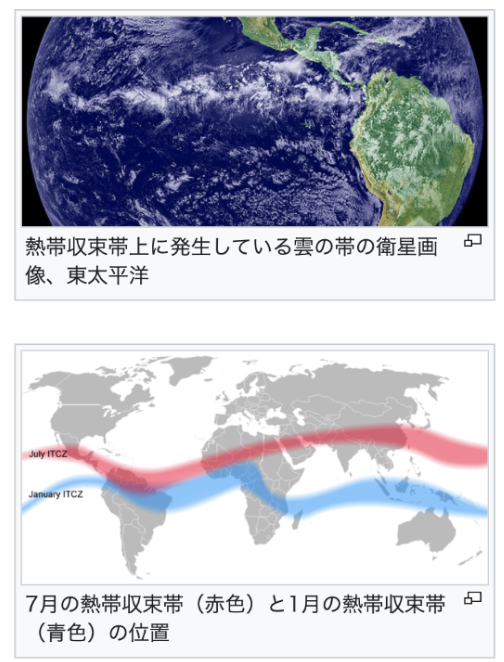 熱帯収束帯上に発生している雲の帯の衛星画
像、東太平洋
July ITCZ
January ITCZ
7月の熱帯収束帯（赤色）と1月の熱帯収束帯
（青色）の位置